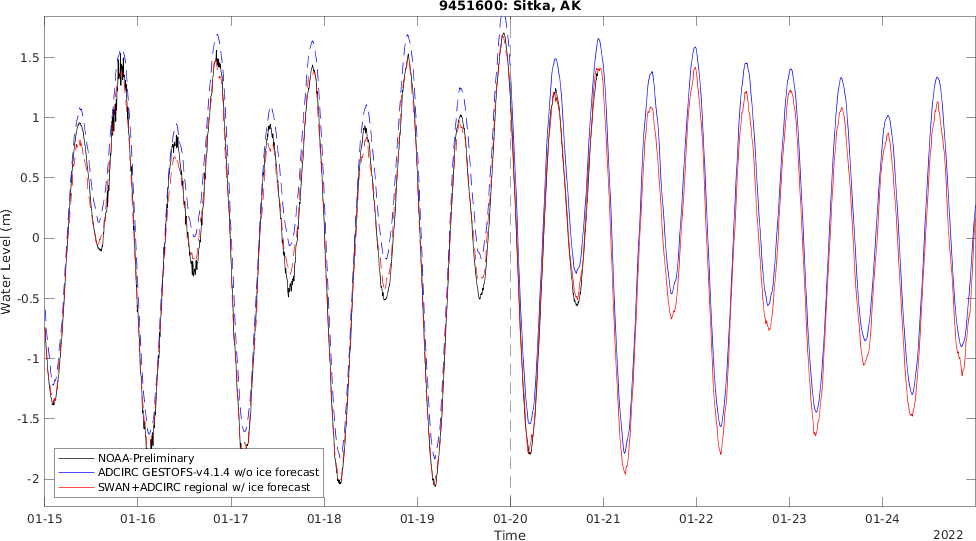 9451600: Sitka, AK
Water Level (m)
1.5
1
0.5
0
-0.5
-1
-1.5
-2
NOAA-Preliminary
ADCIRC GESTOFS-v4.1.4 w/o ice forecast
SWAN+ADCIRC regional w/ ice forecast
01-15 01-16 01-17 01-18 01-19 01-20 01-21 01-22 01-23 01-24
Time
2022